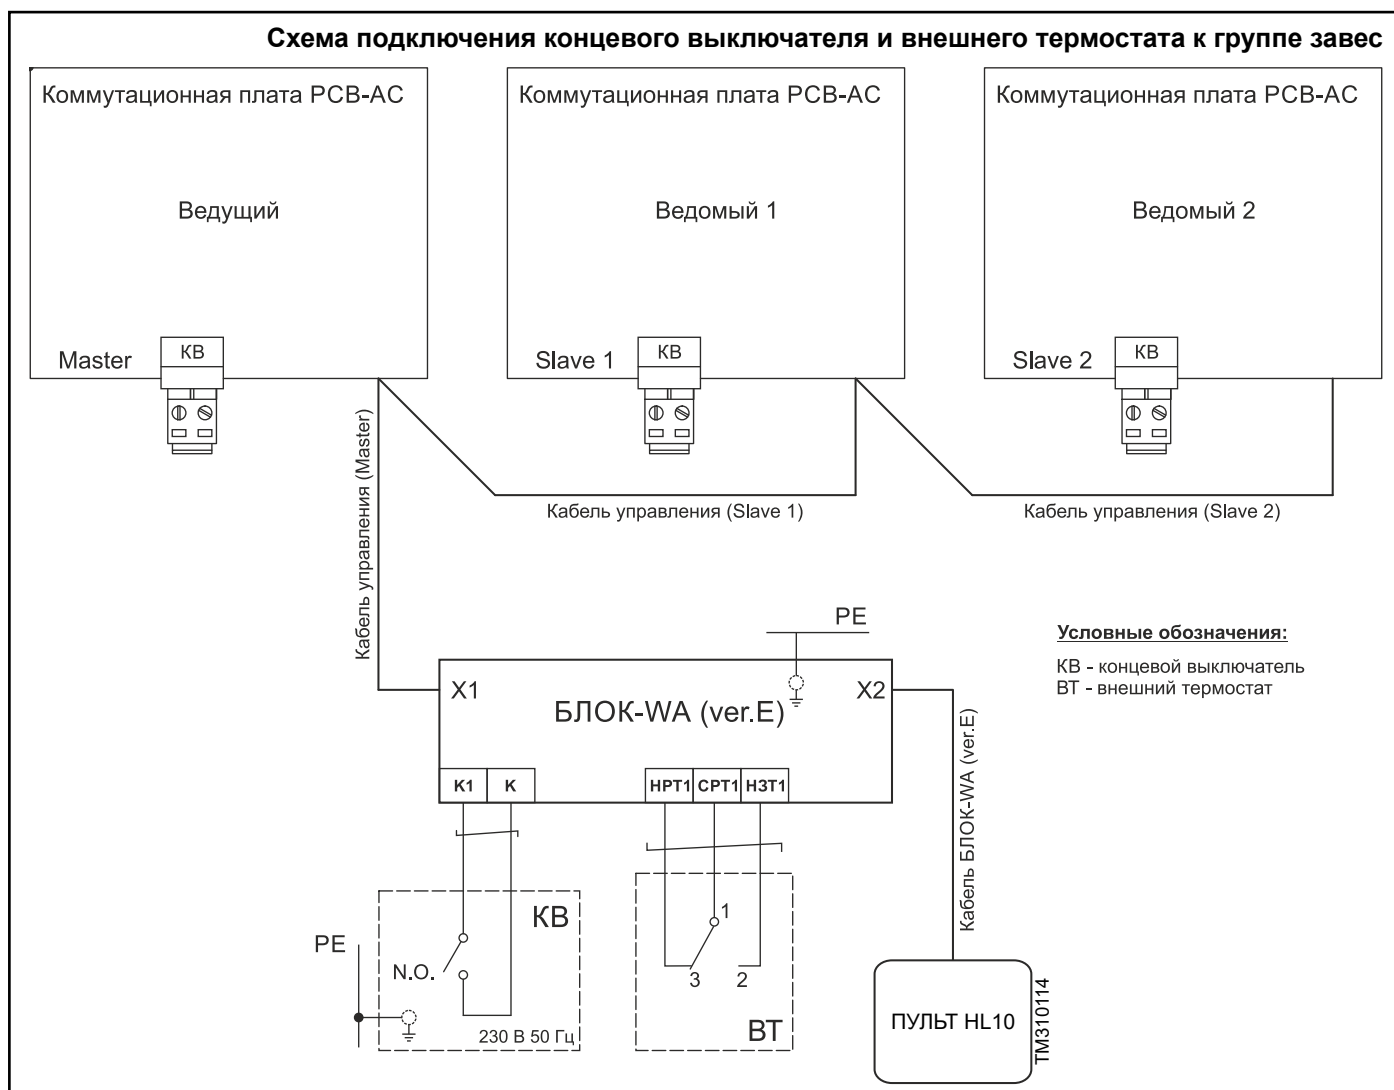 Схема подключения концевого выключателя и внешнего термостата к группе завес
Коммутационная плата PCB-AC
Коммутационная плата PCB-AC
Коммутационная плата PCB-AC
Ведущий
Ведомый 1
Ведомый 2
Master
КВ
Slave 1
КВ
Slave 2
КВ
Кабель управления (Master)
Кабель управления (Slave 1)
Кабель управления (Slave 2)
PE
Условные обозначения:
КВ - концевой выключатель
ВТ - внешний термостат
X1
X2
БЛОК-WA (ver.E)
К1
К
НРТ1
СРТ1
НЗТ1
Кабель БЛОК-WA (ver.E)
КВ
1
PE
N.O.
3
2
230 В 50 Гц
ВТ
ПУЛЬТ HL10
TM310114